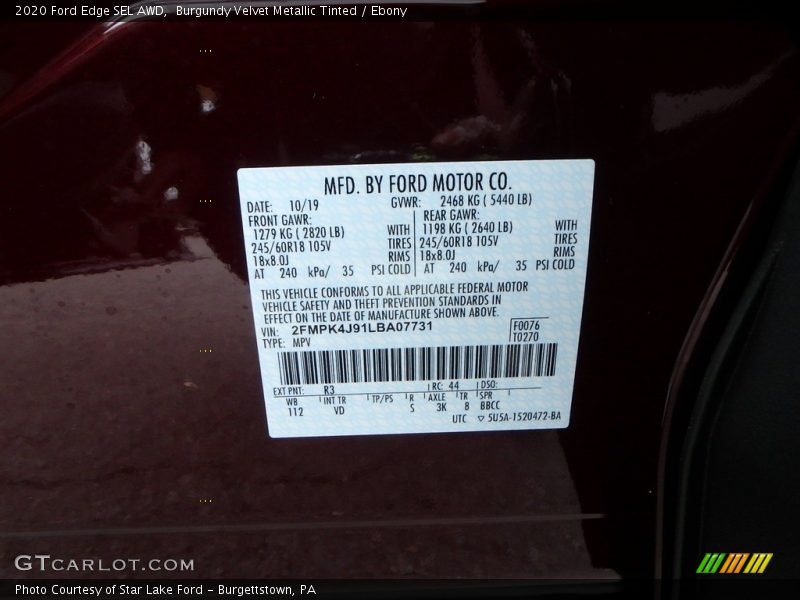 2020 Ford Edge SEL AWD,  Burgundy Velvet Metallic Tinted / Ebony
MFD. BY FORD MOTOR CO.
DATE: 10/19 GVWR: 2468 KG ( 5440 LB)
FRONT GAWR: REAR GAWR:
1279 KG ( 2820 LB) WITH 1198 KG ( 2640 LB) WITH
245/60R18 105V TIRES 245/60R18 105V TIRES
18x8.0J RIMS 18x8.0J RIMS
AT 240 kPa/ 35 PSI COLD AT 240 kPa/ 35 PSI COLD
THIS VEHICLE CONFORMS TO ALL APPLICABLE FEDERAL MOTOR
VEHICLE SAFETY AND THEFT PREVENTION STANDARDS IN
EFFECT ON THE DATE OF MANUFACTURE SHOWN ABOVE.
VIN: 2FMPK4J91LBA07731 F0076
TYPE: MPV T0270
EXT PNT: R3 RC: 44 DSO:
WB INT TR TP/PS R AXLE TR SPR
112 VD S 3K 8 BBCC
UTC ▽ 5U5A-1520472-BA
GTCARLOT.COM
Photo Courtesy of Star Lake Ford - Burgettstown, PA